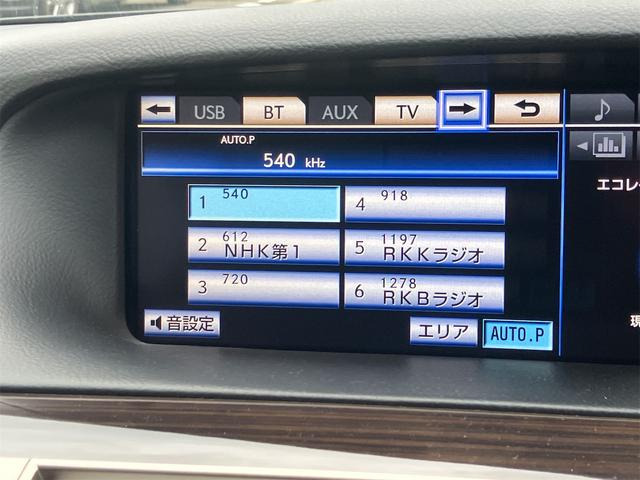 USB BT AUX TV
AUTO.P
540 kHz
1 540
2 612 NHK第1
3 720
4 918
5 1197 RKKラジオ
6 1278 RKBラジオ
音設定
エリア
AUTO.P
エコレ
現